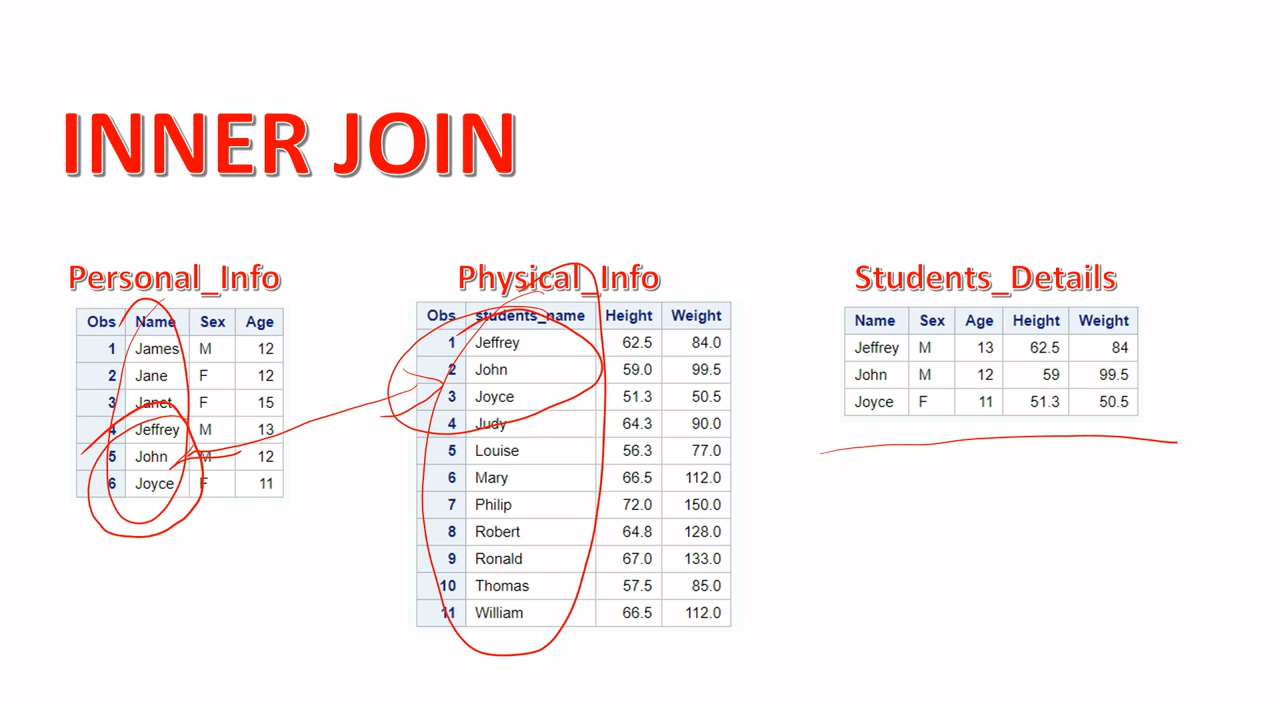 INNER JOIN
Personal_Info
Obs Name Sex Age
1 James M 12
2 Jane F 12
3 Janet F 15
4 Jeffrey M 13
5 John M 12
6 Joyce F 11
Physical_Info
Obs students_name Height Weight
1 Jeffrey 62.5 84.0
2 John 59.0 99.5
3 Joyce 51.3 50.5
4 Judy 64.3 90.0
5 Louise 56.3 77.0
6 Mary 66.5 112.0
7 Philip 72.0 150.0
8 Robert 64.8 128.0
9 Ronald 67.0 133.0
10 Thomas 57.5 85.0
11 William 66.5 112.0
Students_Details
Name Sex Age Height Weight
Jeffrey M 13 62.5 84
John M 12 59 99.5
Joyce F 11 51.3 50.5